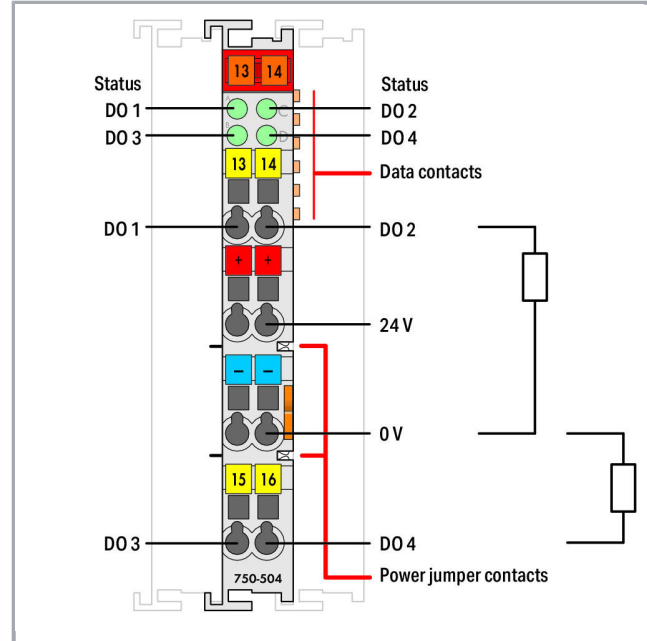 13 14
Status
Status
A C
DO 1
DO 2
B D
DO 3
DO 4
13 14
Data contacts
DO 1
DO 2
+ +
24 V
– –
0 V
15 16
DO 3
DO 4
750-504
Power jumper contacts